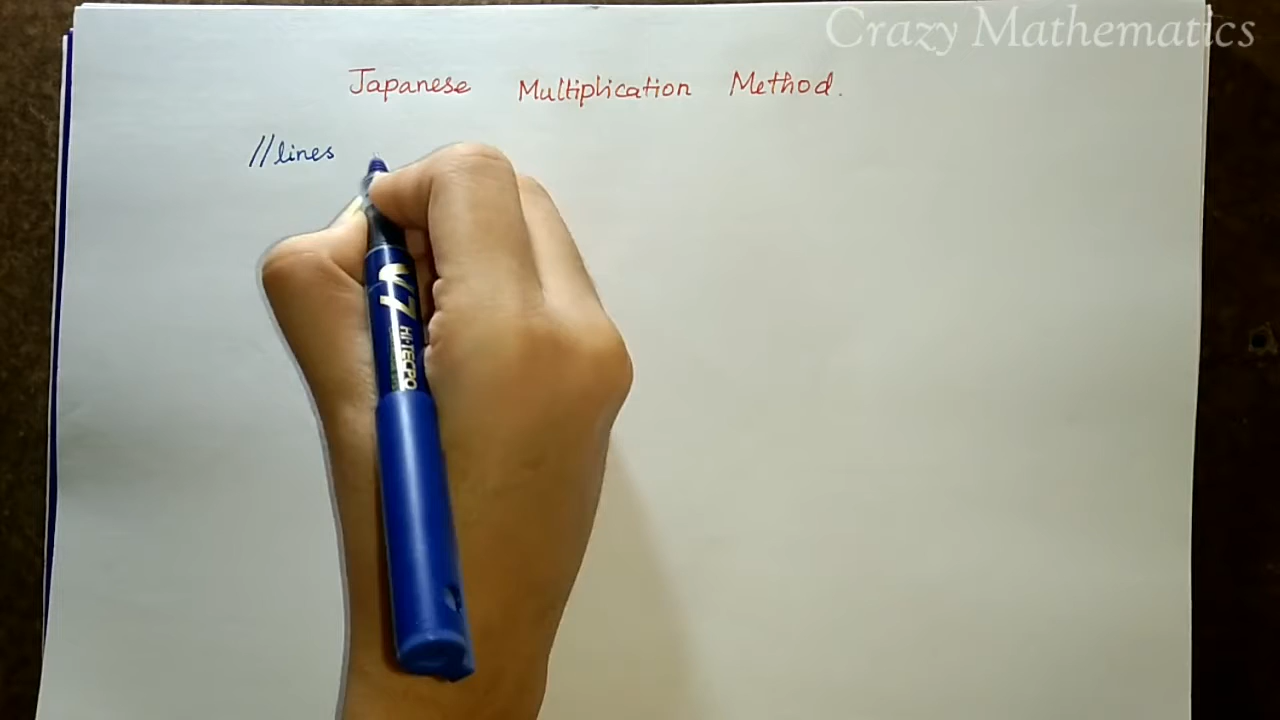 Crazy Mathematics
Japanese Multiplication Method.
//lines
V7 HI-TECPO